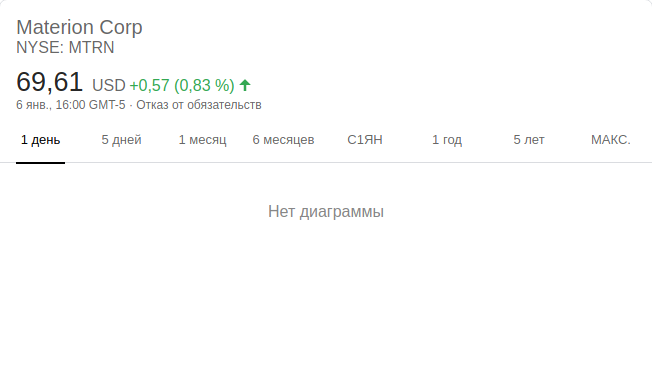 Materion Corp
NYSE: MTRN
69,61 USD +0,57 (0,83 %)
6 янв., 16:00 GMT-5 · Отказ от обязательств
1 день 5 дней 1 месяц 6 месяцев С1ЯН 1 год 5 лет МАКС.
Нет диаграммы